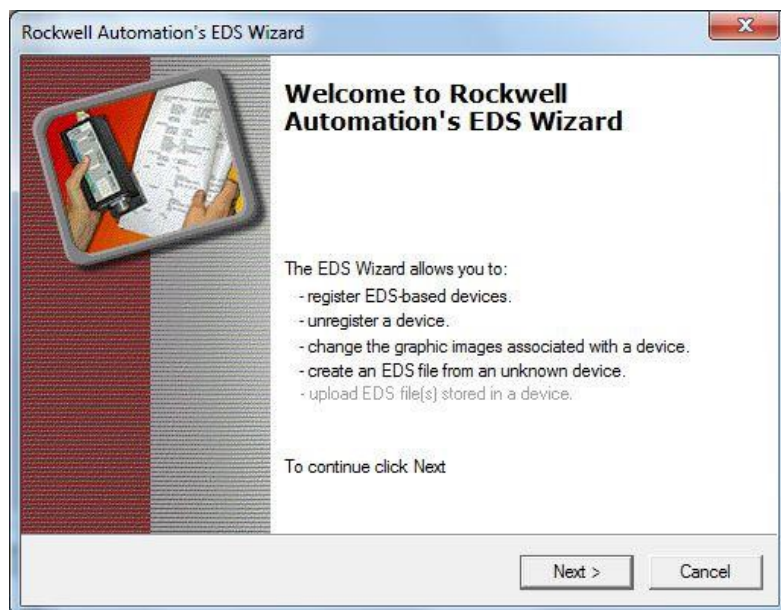 Rockwell Automation's EDS Wizard
Welcome to Rockwell
Automation's EDS Wizard
The EDS Wizard allows you to:
- register EDS-based devices.
- unregister a device.
- change the graphic images associated with a device.
- create an EDS file from an unknown device.
- upload EDS file(s) stored in a device.
To continue click Next
Next >
Cancel